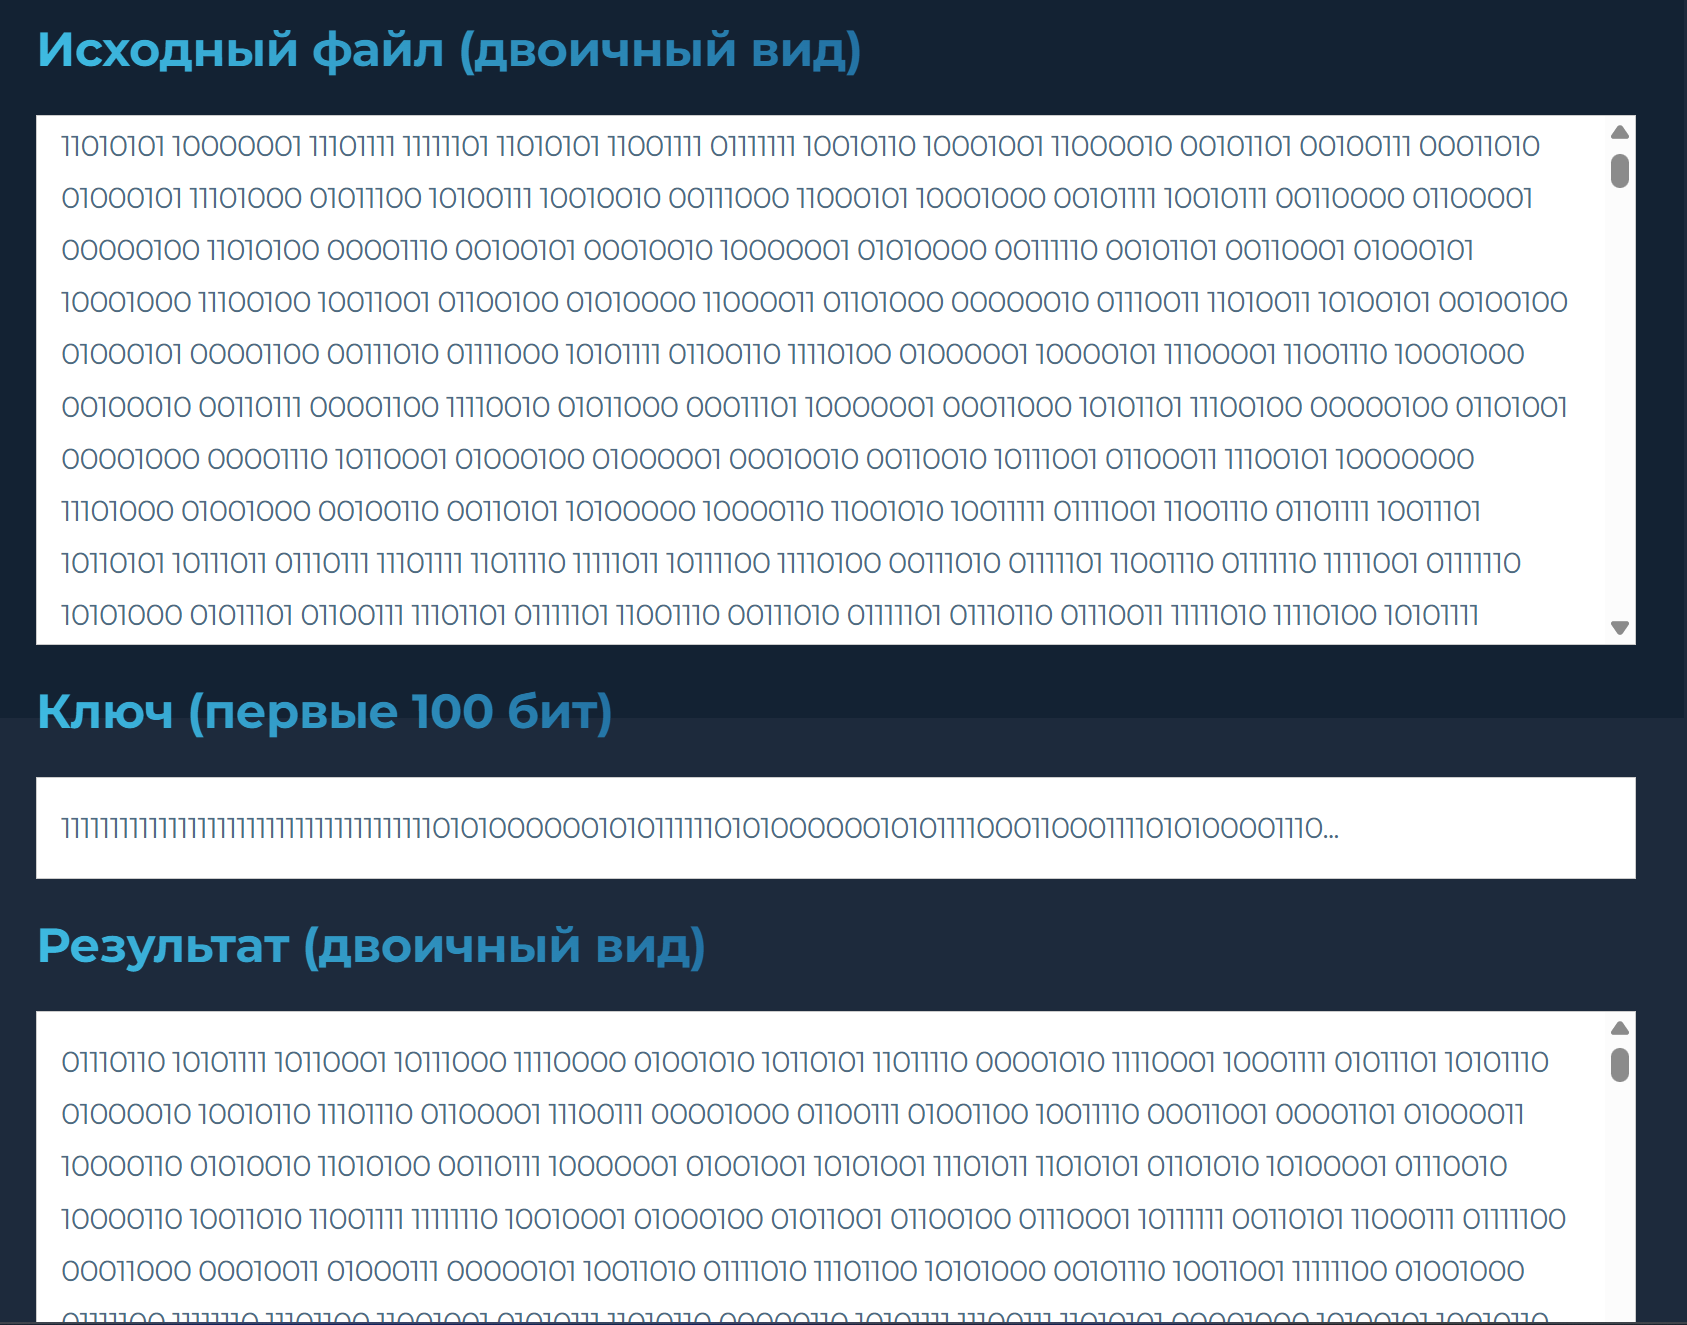 Исходный файл (двоичный вид)
11010101 10000001 11101111 11111101 11010101 11001111 01111111 10010110 10001001 11000010 00101101 00100111 00011010
01000101 11101000 01011100 10100111 10010010 00111000 11000101 10001000 00101111 10010111 00110000 01100001
00000100 11010100 00001110 00100101 00010010 10000001 01010000 00111110 00101101 00110001 01000101
10001000 11100100 10011001 01100100 01010000 11000011 01101000 00000010 01110011 11010011 10100101 00100100
01000101 00001100 00111010 01111000 10101111 01100110 11110100 01000001 10000101 11100001 11001110 10001000
00100010 00110111 00001100 11110010 01011000 00011101 10000001 00011000 10101101 11100100 00000100 01101001
00001000 00001110 10110001 01000100 01000001 00010010 00110010 10111001 01100011 11100101 10000000
11101000 01001000 00100110 00110101 10100000 10000110 11001010 10011111 01111001 11001110 01101111 10011101
10110101 10111011 01110111 11101111 11011110 11111011 10111100 11110100 00111010 01111101 11001110 01111110 11111001 01111110
10101000 01011101 01100111 11101101 01111101 11001110 00111010 01111101 01110110 01110011 11111010 11110100 10101111
Ключ (первые 100 бит)
1111111111111111111111111111111111111101010000001010111111010100000010101111000110001111010100001110...
Результат (двоичный вид)
01110110 10101111 10110001 10111000 11110000 01001010 10110101 11011110 00001010 11110001 10001111 01011101 10101110
01000010 10010110 11101110 01100001 11100111 00001000 01100111 01001100 10011110 00011001 00001101 01000011
10000110 01010010 11010100 00110111 10000001 01001001 10101001 11101011 11010101 01101010 10100001 01110010
10000110 10011010 11001111 11111110 10010001 01000100 01011001 01100100 01110001 10111111 00110101 11000111 01111100
00011000 00010011 01000111 00000101 10011010 01111010 11101100 10101000 00101110 10011001 11111100 01001000